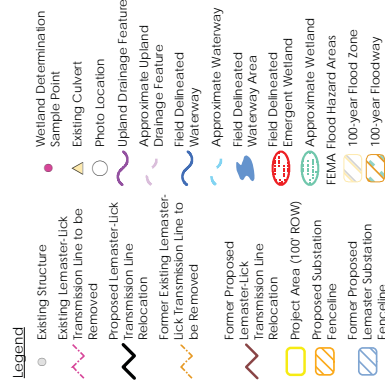 Legend
Existing Structure
Existing Lemaster-Lick
Transmission Line to be
Removed
Proposed Lemaster-Lick
Transmission Line
Relocation
Former Existing Lemaster-
Lick Transmission Line to
be Removed
Former Proposed
Lemaster-Lick
Transmission Line
Relocation
Project Area (100' ROW)
Proposed Substation
Fenceline
Former Proposed
Lemaster Substation
Fenceline
Wetland Determination
Sample Point
Existing Culvert
Photo Location
Upland Drainage Feature
Approximate Upland
Drainage Feature
Field Delineated
Waterway
Approximate Waterway
Field Delineated
Waterway Area
Field Delineated
Emergent Wetland
Approximate Wetland
FEMA Flood Hazard Areas
100-year Flood Zone
100-year Floodway